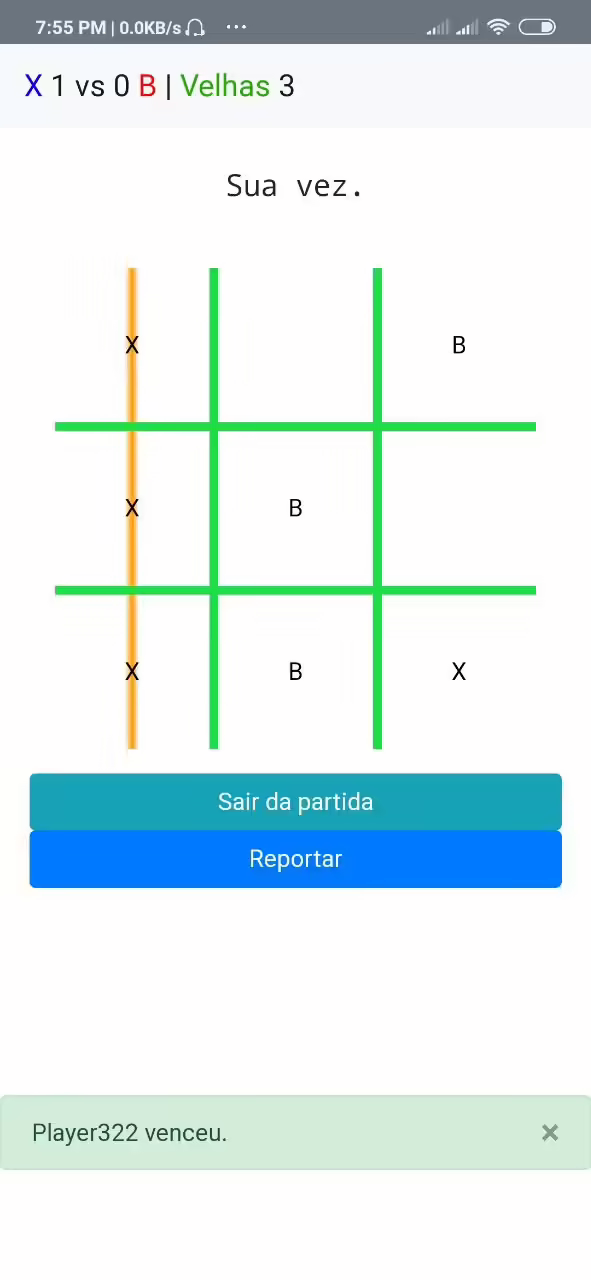 7:55 PM | 0.0KB/s
X 1 vs 0 B | Velhas 3
Sua vez.
X B
X B
X B X
Sair da partida
Reportar
Player322 venceu.